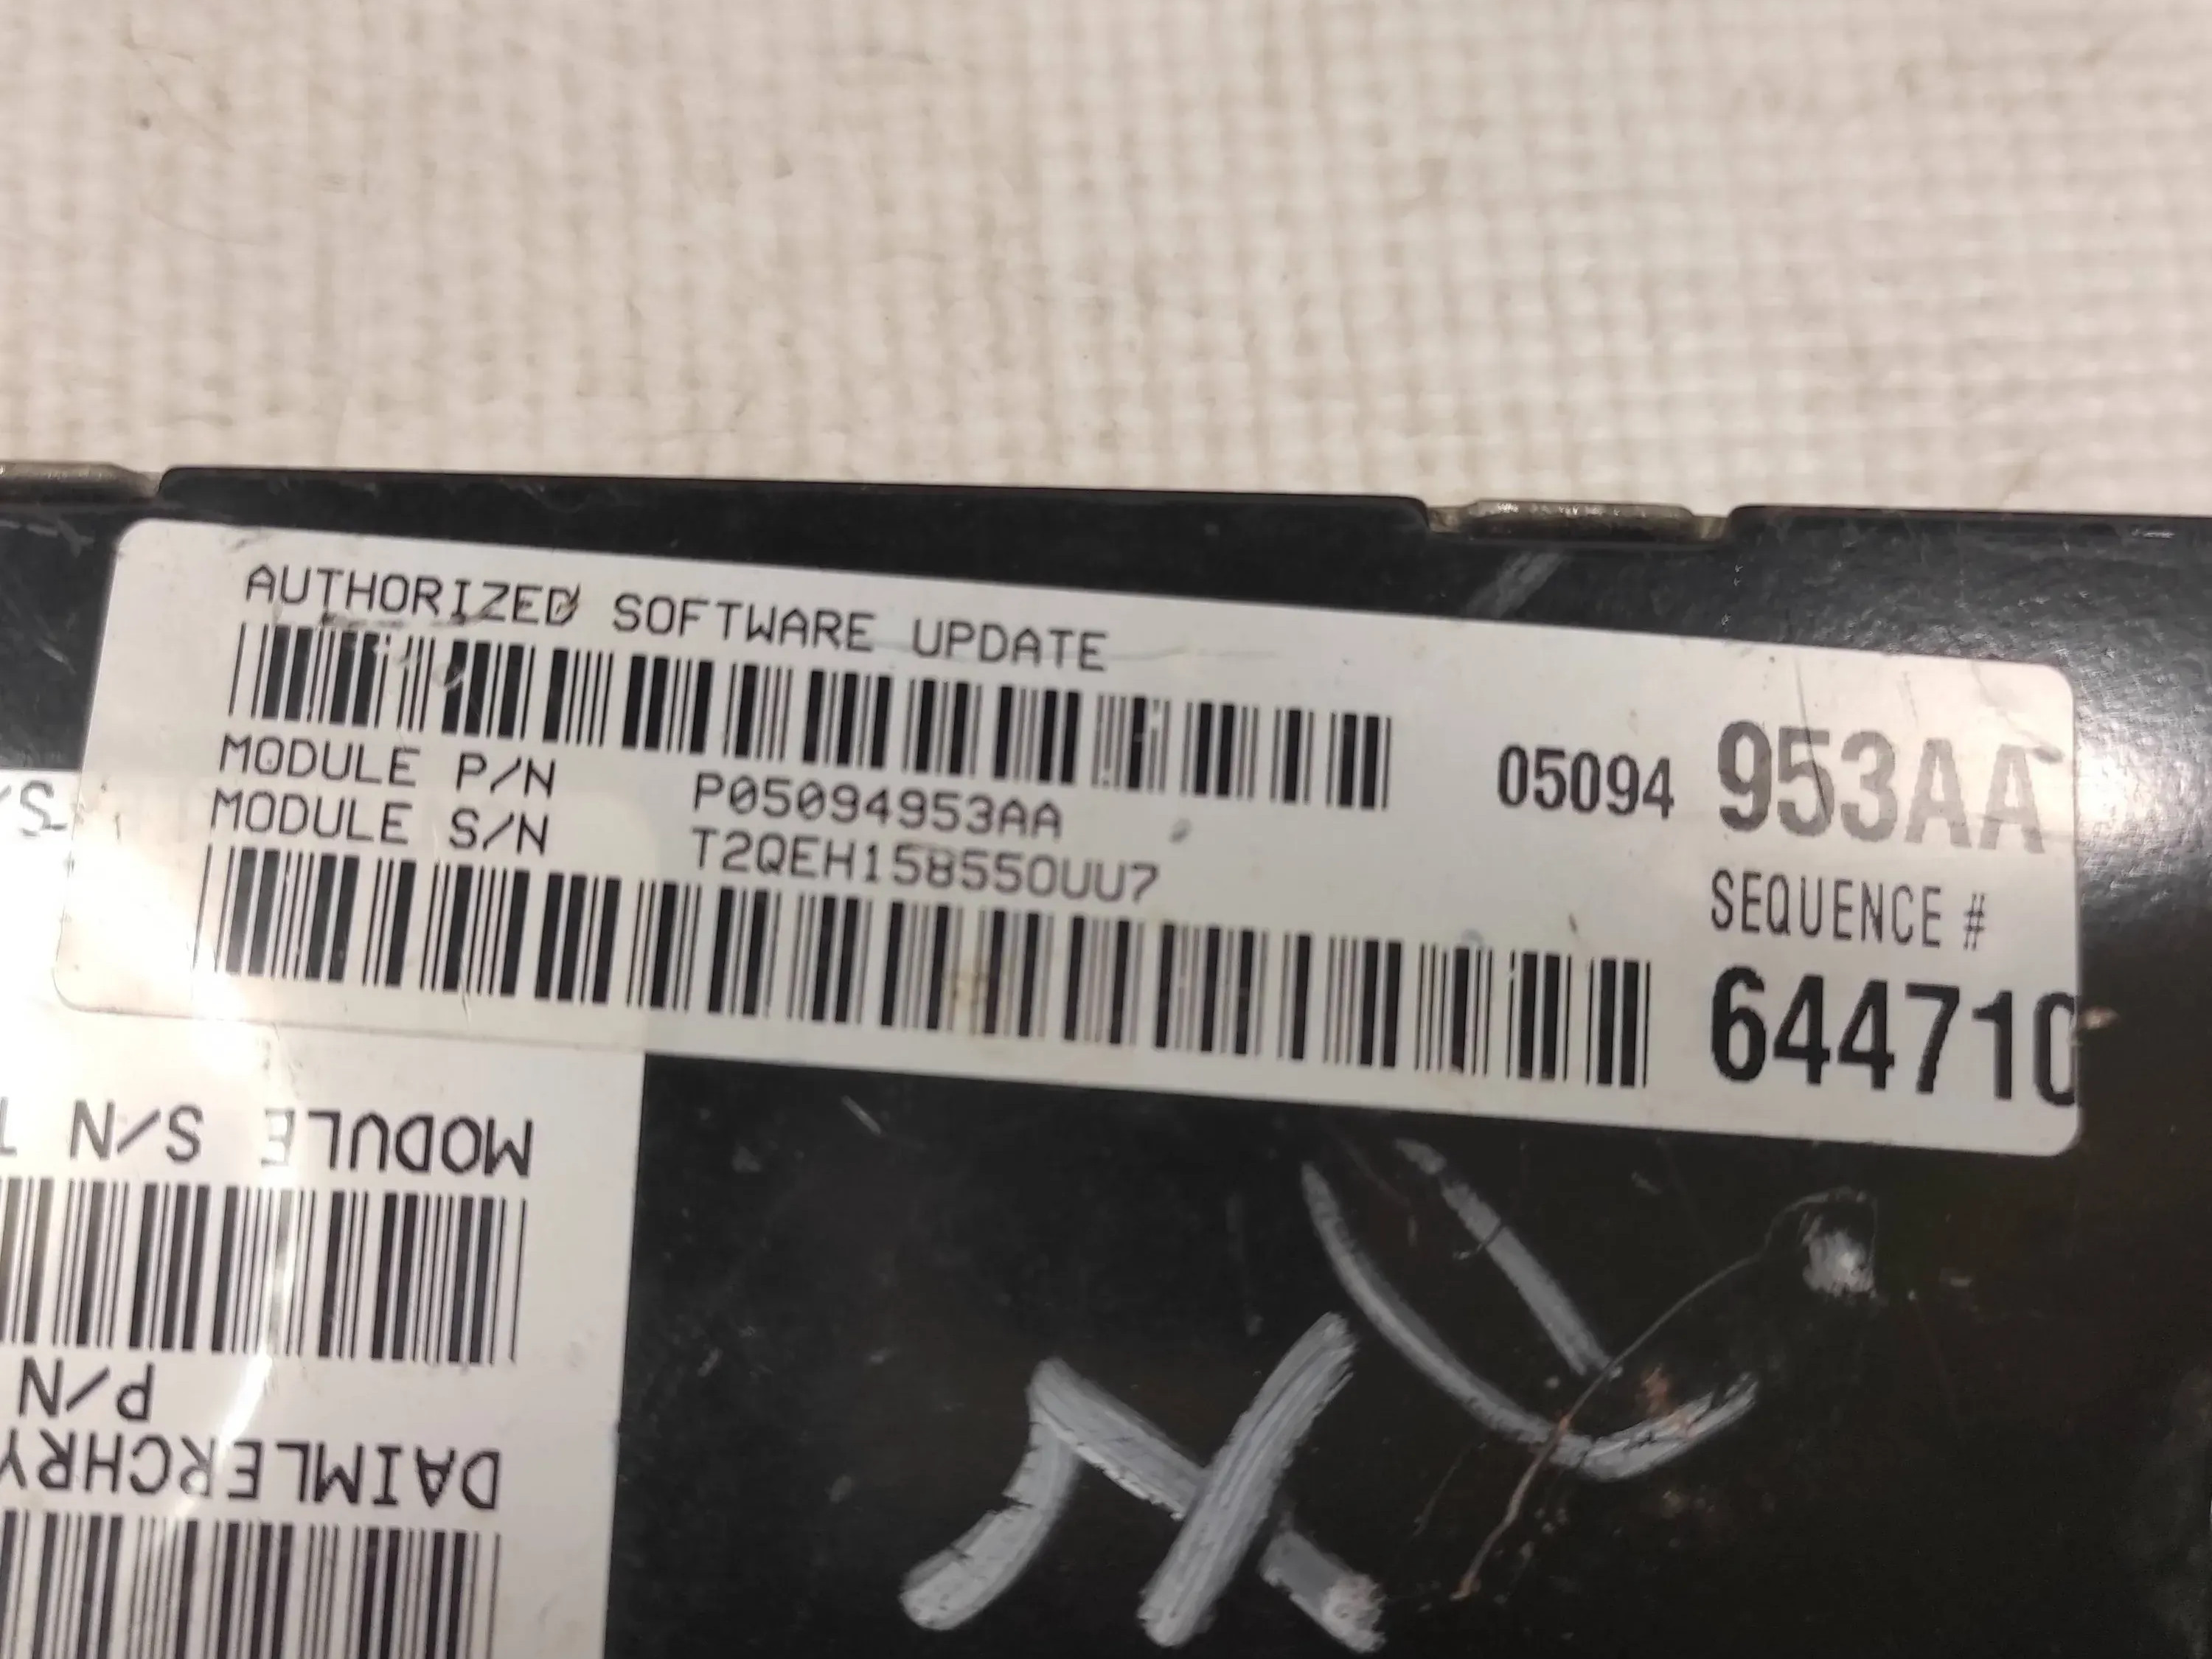 AUTHORIZED SOFTWARE UPDATE
MODULE P/N P05094953AA
MODULE S/N T2QEH158550UU7
05094 953AA
SEQUENCE #
644710
MODULE S/N
P/N
DAIMLERCHRY